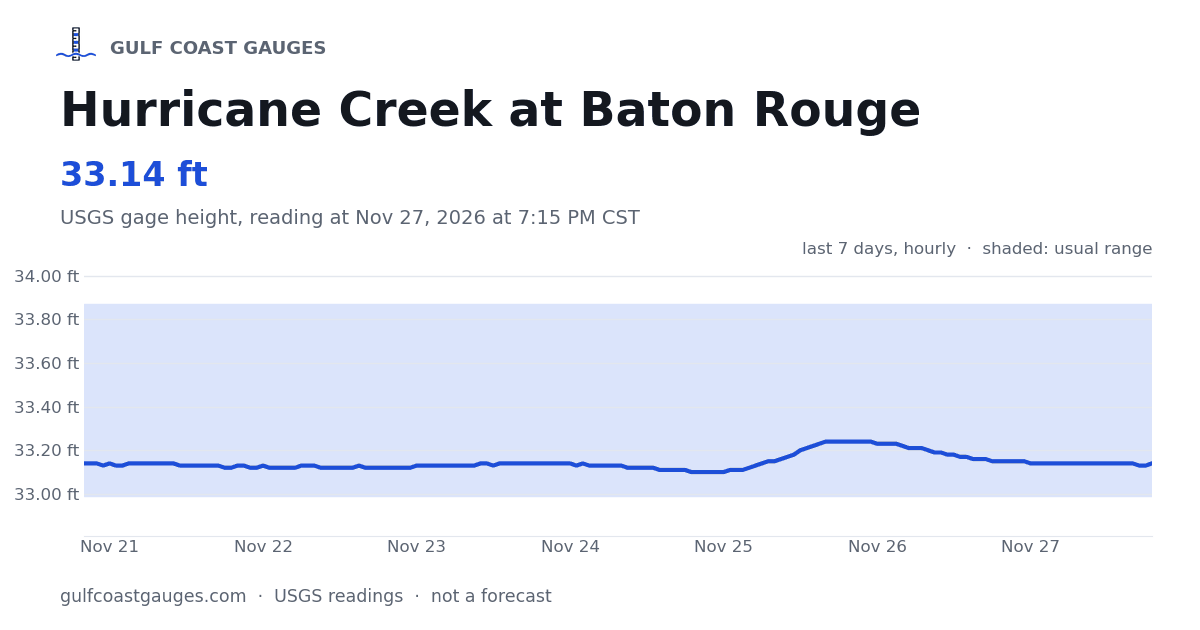 GULF COAST GAUGES
Hurricane Creek at Baton Rouge
33.14 ft
USGS gage height, reading at Nov 27, 2026 at 7:15 PM CST
last 7 days, hourly · shaded: usual range
34.00 ft
33.80 ft
33.60 ft
33.40 ft
33.20 ft
33.00 ft
Nov 21 Nov 22 Nov 23 Nov 24 Nov 25 Nov 26 Nov 27
gulfcoastgauges.com · USGS readings · not a forecast